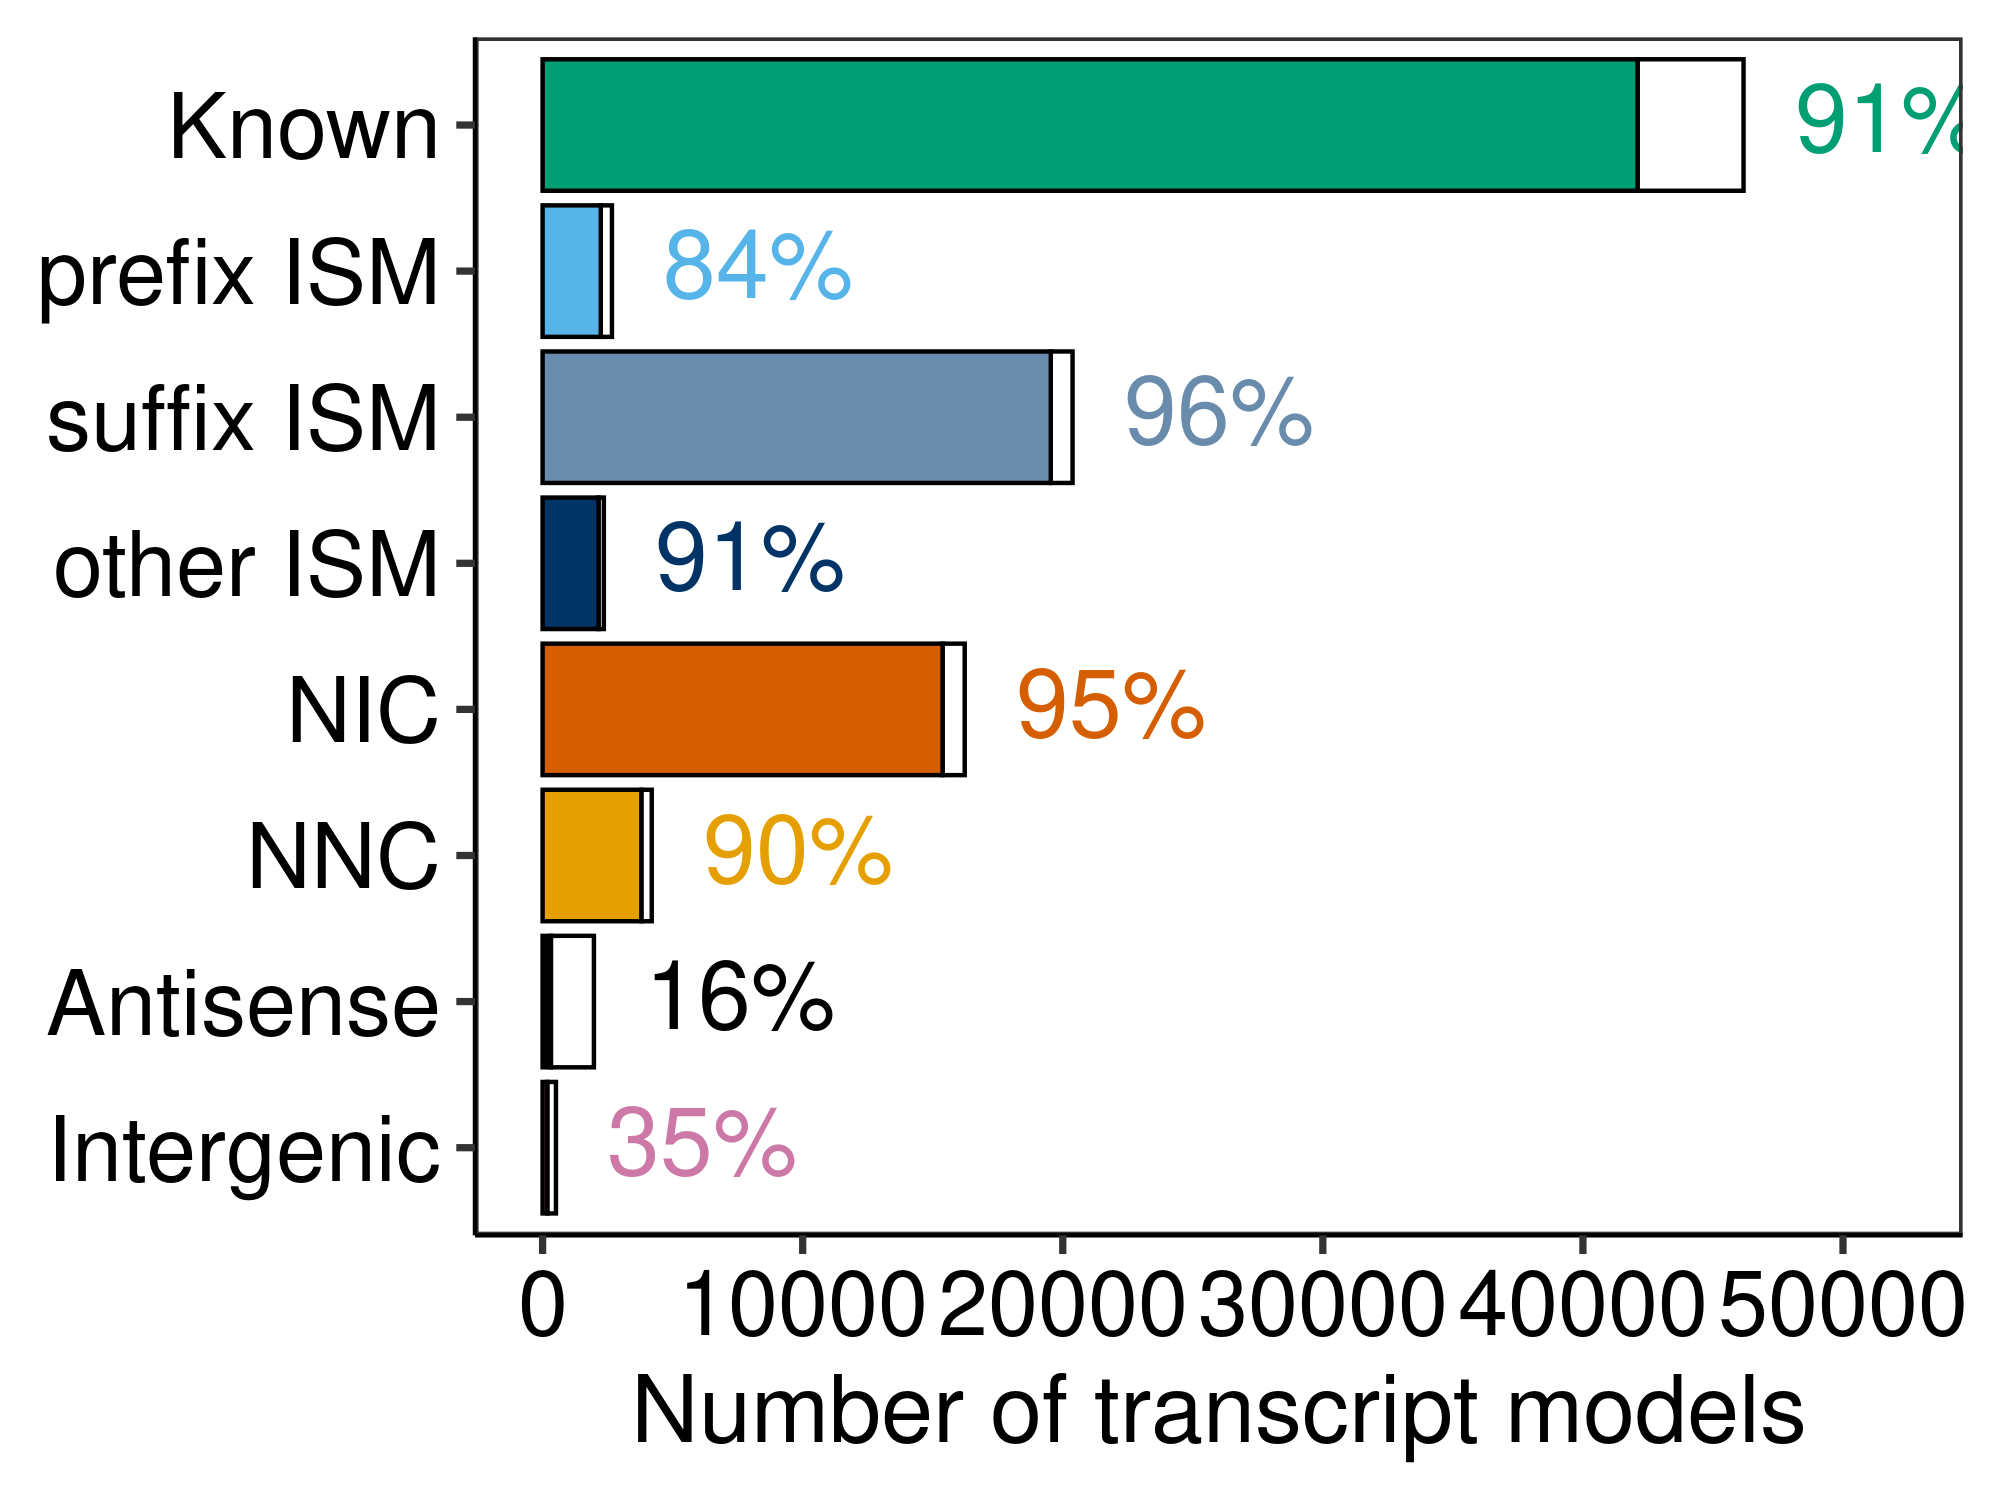 Known 91%
prefix ISM 84%
suffix ISM 96%
other ISM 91%
NIC 95%
NNC 90%
Antisense 16%
Intergenic 35%
0 10000 20000 30000 40000 50000
Number of transcript models